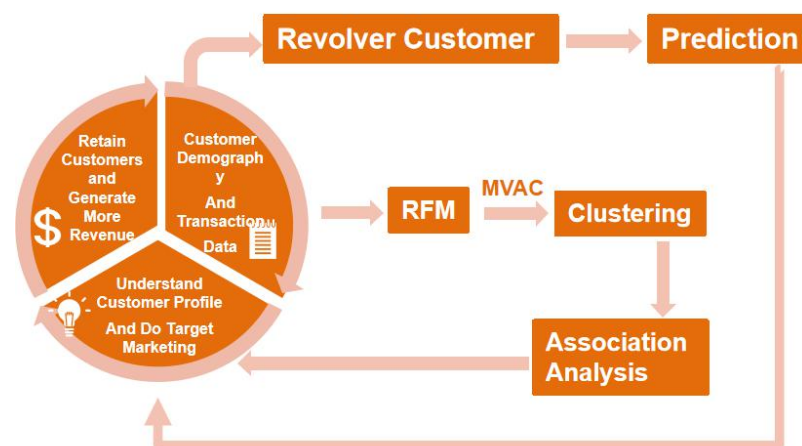 Revolver Customer
Prediction
Retain
Customers
and
Generate
More
Revenue
$
Customer
Demograph
y
And
Transaction
Data
RFM
MVAC
Clustering
Understand
Customer Profile
And Do Target
Marketing
Association
Analysis